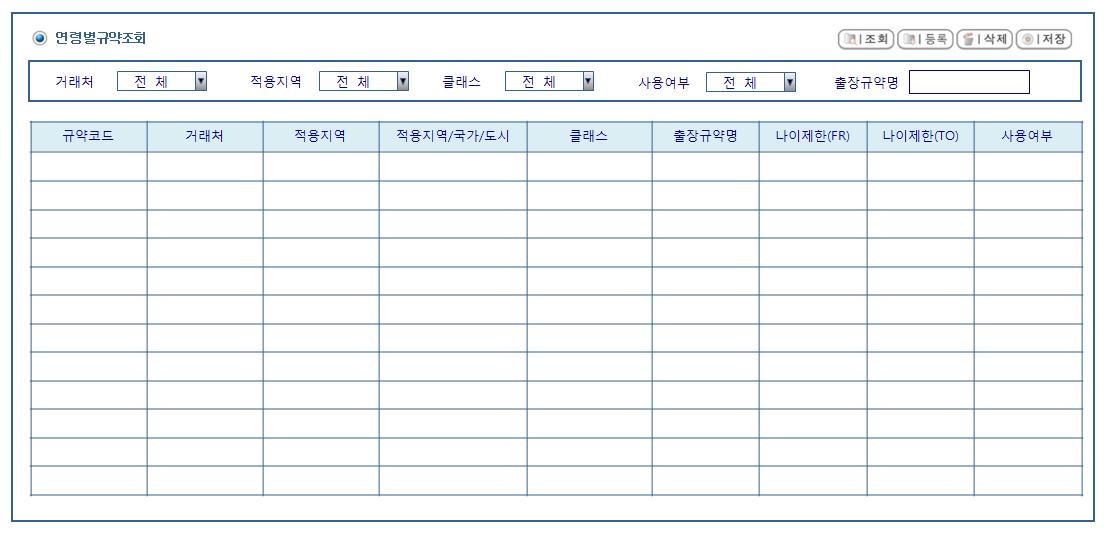 연령별규약조회 조회 등록 삭제 저장
거래처 전 체 적용지역 전 체 클래스 전 체 사용여부 전 체 출장규약명
규약코드 거래처 적용지역 적용지역/국가/도시 클래스 출장규약명 나이제한(FR) 나이제한(TO) 사용여부